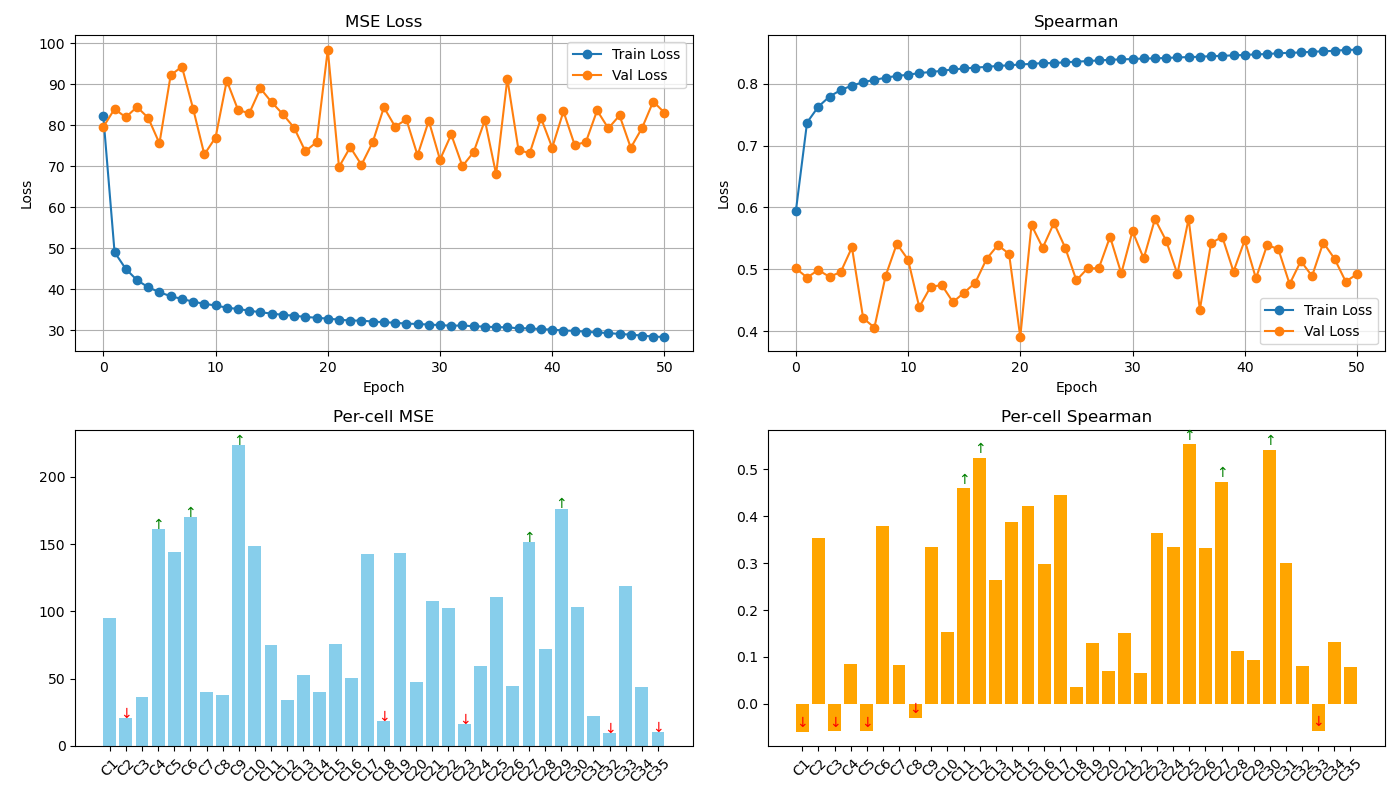 MSE Loss
Loss
100
90
80
70
60
50
40
30
Train Loss
Val Loss
0 10 20 30 40 50
Epoch
Spearman
Loss
0.8
0.7
0.6
0.5
0.4
Train Loss
Val Loss
0 10 20 30 40 50
Epoch
Per-cell MSE
200
150
100
50
0
↑ ↑ ↑ ↑ ↑
↓ ↓ ↓ ↓ ↓
C1 C2 C3 C4 C5 C6 C7 C8 C9 C10 C11 C12 C13 C14 C15 C16 C17 C18 C19 C20 C21 C22 C23 C24 C25 C26 C27 C28 C29 C30 C31 C32 C33 C34 C35
Per-cell Spearman
0.5
0.4
0.3
0.2
0.1
0.0
↑ ↑ ↑ ↑ ↑
↓ ↓ ↓ ↓ ↓
C1 C2 C3 C4 C5 C6 C7 C8 C9 C10 C11 C12 C13 C14 C15 C16 C17 C18 C19 C20 C21 C22 C23 C24 C25 C26 C27 C28 C29 C30 C31 C32 C33 C34 C35